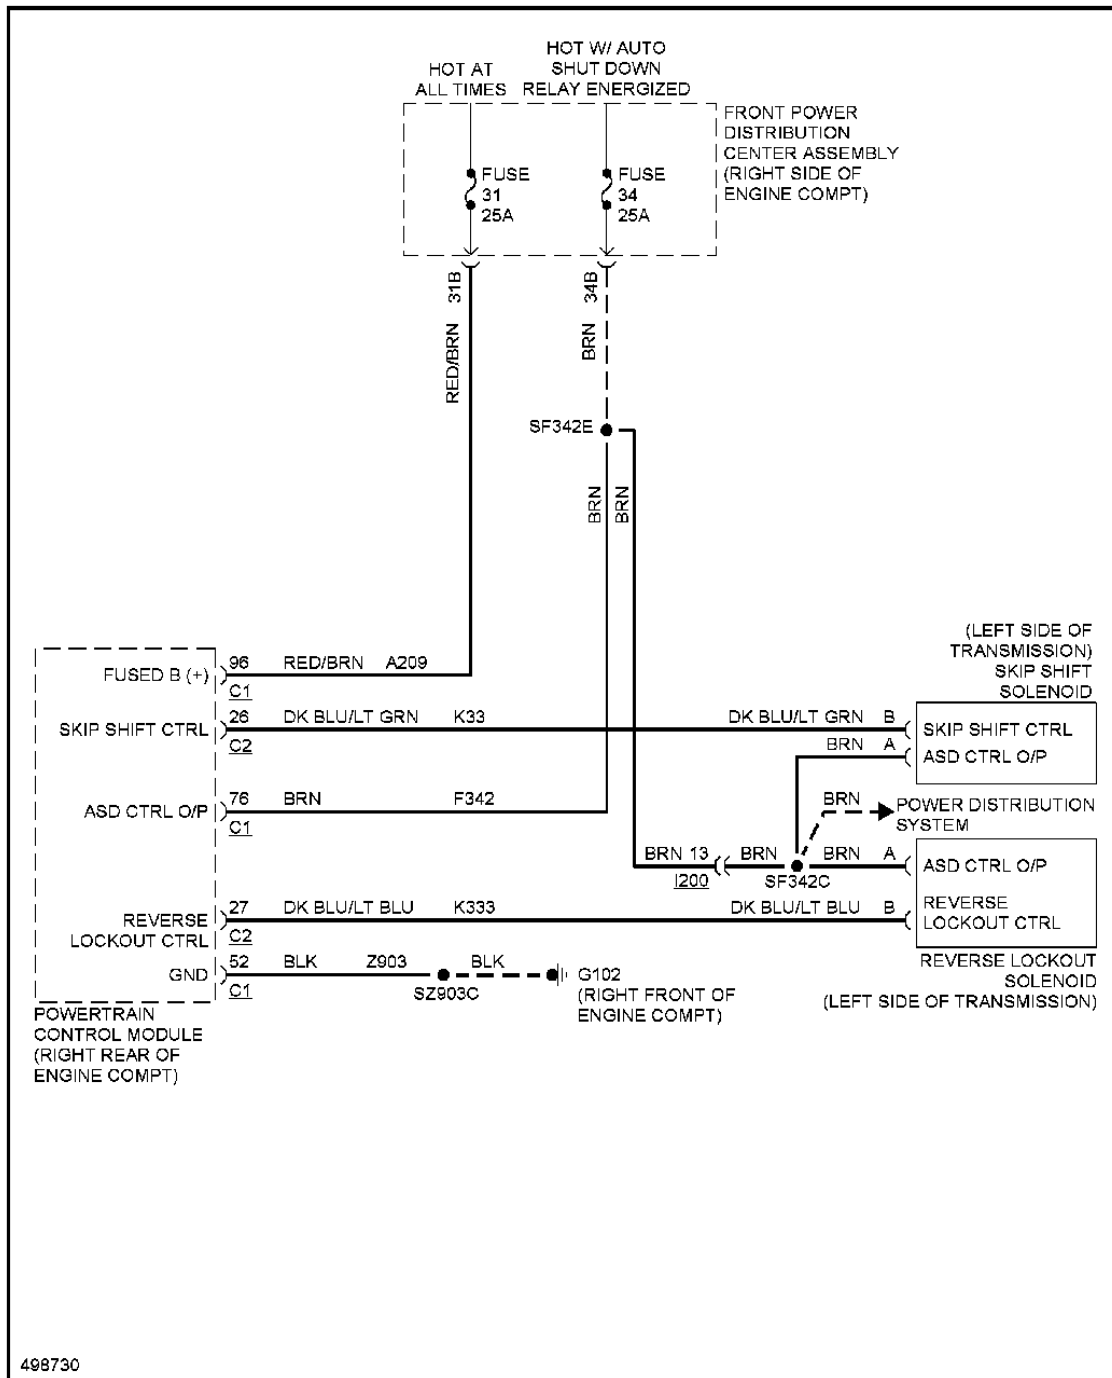 HOT AT
ALL TIMES
HOT W/ AUTO
SHUT DOWN
RELAY ENERGIZED
FRONT POWER
DISTRIBUTION
CENTER ASSEMBLY
(RIGHT SIDE OF
ENGINE COMPT)
FUSE
31
25A
FUSE
34
25A
31B
34B
RED/BRN
BRN
SF342E
BRN
BRN
(LEFT SIDE OF
TRANSMISSION)
SKIP SHIFT
SOLENOID
FUSED B (+)
96
RED/BRN A209
C1
SKIP SHIFT CTRL
26
DK BLU/LT GRN K33
DK BLU/LT GRN B
SKIP SHIFT CTRL
C2
BRN A
ASD CTRL O/P
ASD CTRL O/P
76
BRN F342
C1
BRN
POWER DISTRIBUTION
SYSTEM
BRN 13
I200
BRN
SF342C
BRN A
ASD CTRL O/P
REVERSE
LOCKOUT CTRL
27
DK BLU/LT BLU K333
C2
DK BLU/LT BLU B
REVERSE
LOCKOUT CTRL
GND
52
BLK Z903
C1
SZ903C
BLK
G102
(RIGHT FRONT OF
ENGINE COMPT)
REVERSE LOCKOUT
SOLENOID
(LEFT SIDE OF TRANSMISSION)
POWERTRAIN
CONTROL MODULE
(RIGHT REAR OF
ENGINE COMPT)
498730